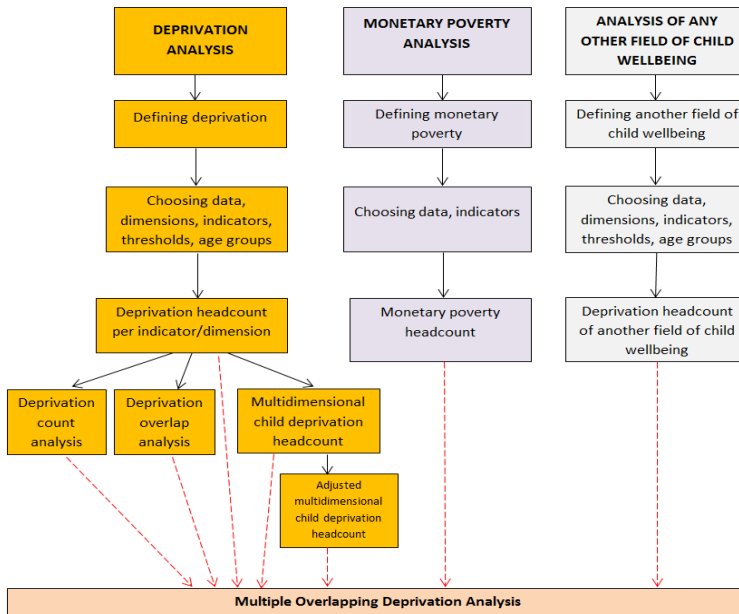 DEPRIVATION
ANALYSIS
MONETARY POVERTY
ANALYSIS
ANALYSIS OF ANY
OTHER FIELD OF CHILD
WELLBEING
Defining deprivation
Defining monetary
poverty
Defining another field of
child wellbeing
Choosing data,
dimensions, indicators,
thresholds, age groups
Choosing data, indicators
Choosing data,
dimensions, indicators,
thresholds, age groups
Deprivation headcount
per indicator/dimension
Monetary poverty
headcount
Deprivation headcount
of another field of child
wellbeing
Deprivation
count
analysis
Deprivation
overlap
analysis
Multidimensional
child deprivation
headcount
Adjusted
multidimensional
child deprivation
headcount
Multiple Overlapping Deprivation Analysis